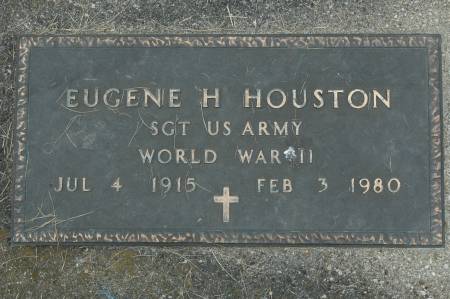 EUGENE H HOUSTON
SGT US ARMY
WORLD WAR II
JUL 4 1915 FEB 3 1980